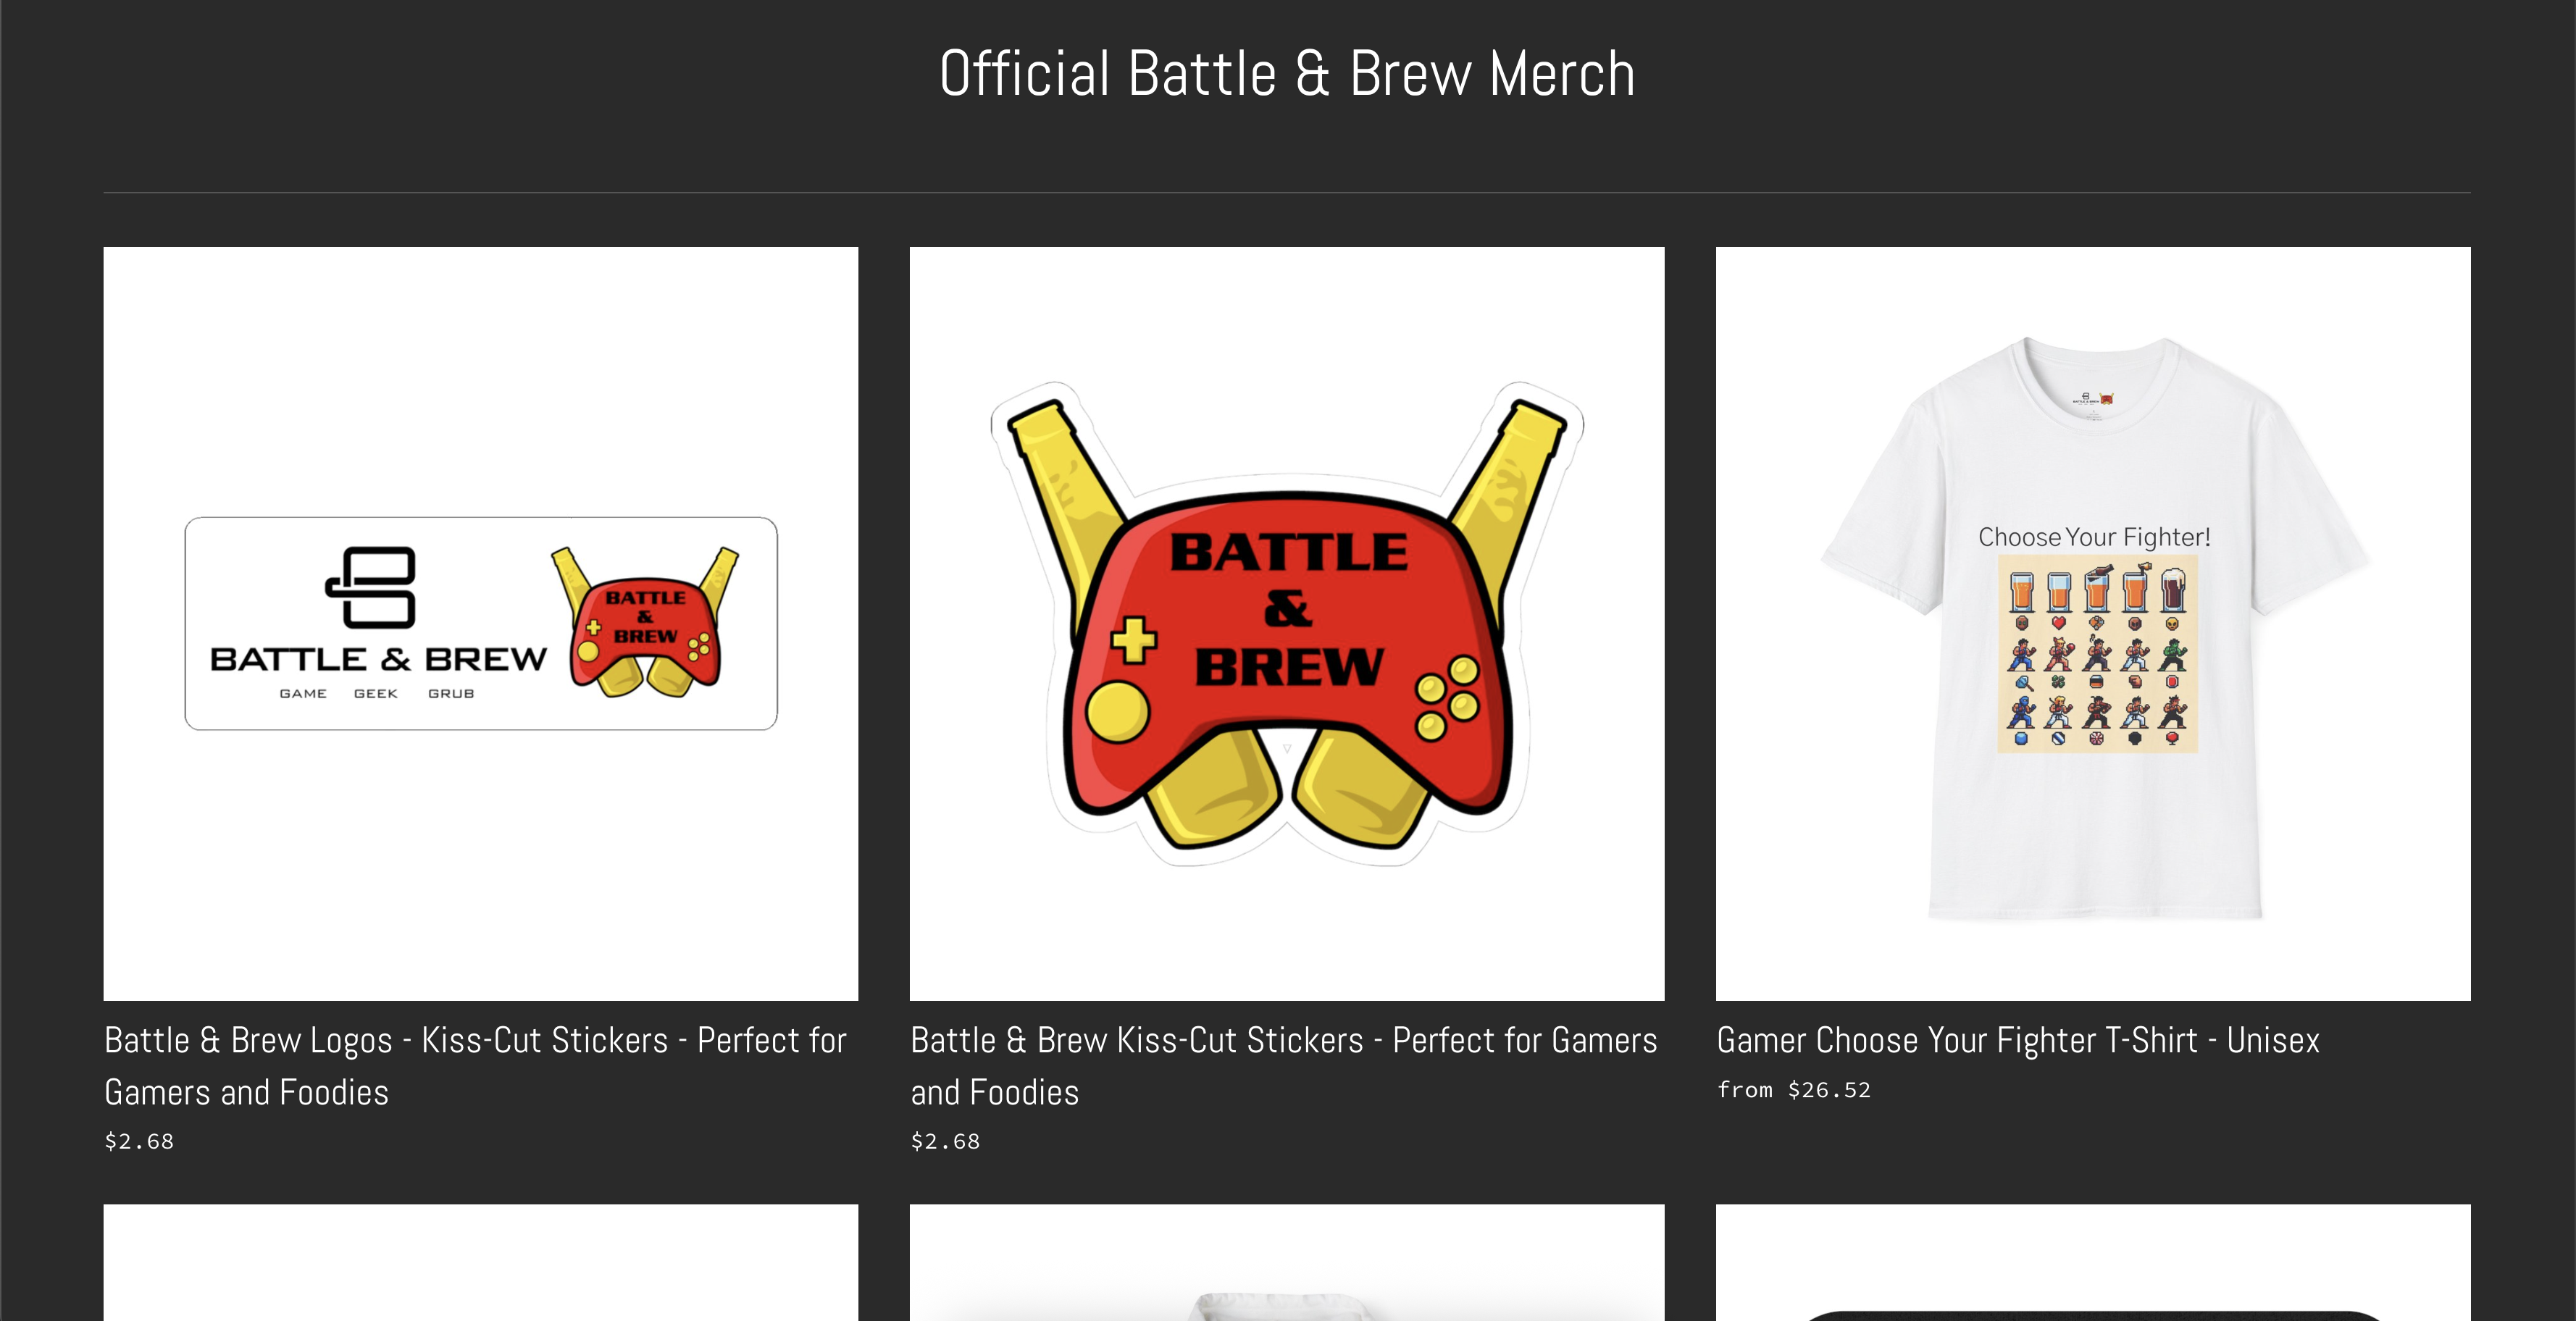 Official Battle & Brew Merch
BATTLE & BREW
GAME GEEK GRUB
BATTLE
&
BREW
BATTLE
&
BREW
BATTLE & BREW
Choose Your Fighter!
Battle & Brew Logos - Kiss-Cut Stickers - Perfect for
Gamers and Foodies
$2.68
Battle & Brew Kiss-Cut Stickers - Perfect for Gamers
and Foodies
$2.68
Gamer Choose Your Fighter T-Shirt - Unisex
from $26.52